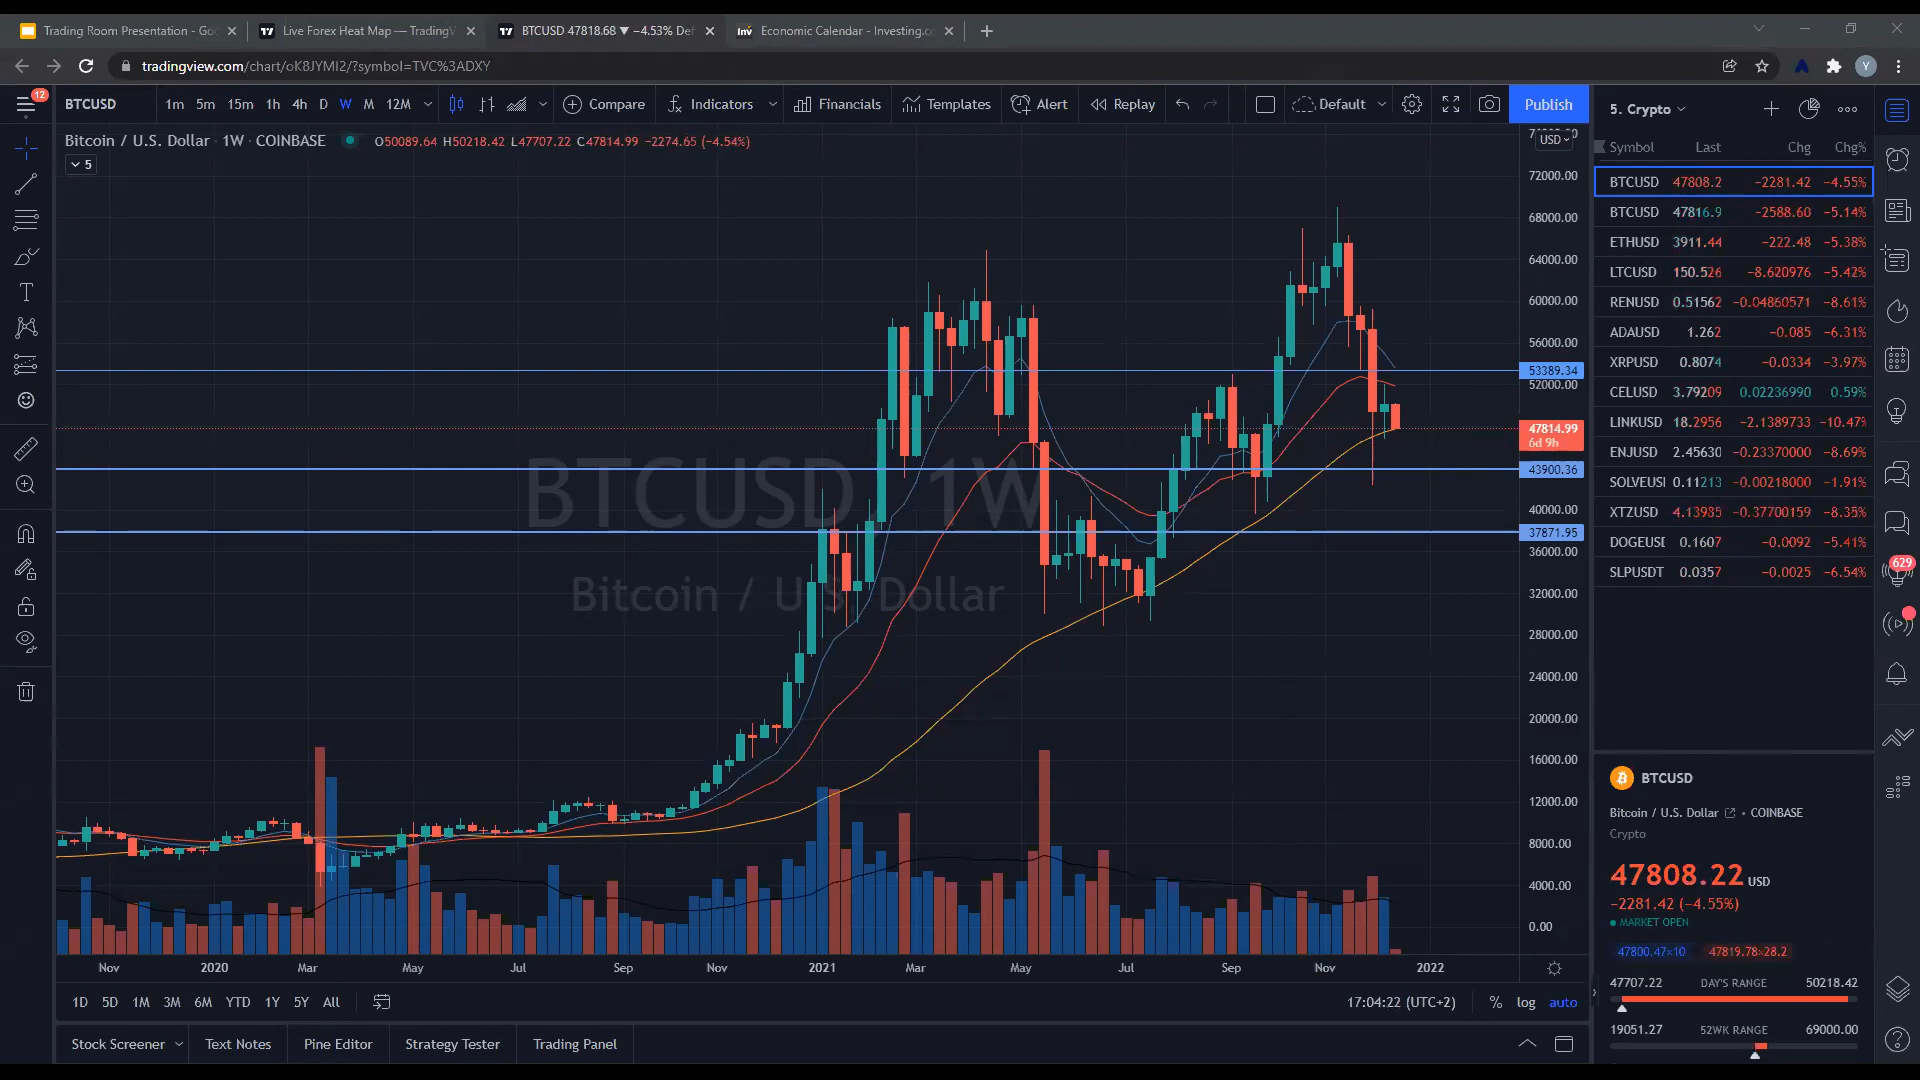 Trading Room Presentation - Goo
Live Forex Heat Map — TradingV
BTCUSD 47818.68 ▼ −4.53% Def
inv Economic Calendar - Investing.co
tradingview.com/chart/oK8JYMI2/?symbol=TVC%3ADXY
Y
12
BTCUSD 1m 5m 15m 1h 4h D W M 12M Compare Indicators Financials Templates Alert Replay Default Publish
5. Crypto
Bitcoin / U.S. Dollar · 1W · COINBASE O50089.64 H50218.42 L47707.22 C47814.99 −2274.65 (−4.54%)
5
USD
Symbol Last Chg Chg%
BTCUSD 47808.2 −2281.42 −4.55%
BTCUSD 47816.9 −2588.60 −5.14%
ETHUSD 3911.44 −222.48 −5.38%
LTCUSD 150.526 −8.620976 −5.42%
RENUSD 0.51562 −0.04860571 −8.61%
ADAUSD 1.262 −0.085 −6.31%
XRPUSD 0.8074 −0.0334 −3.97%
CELUSD 3.79209 0.02236990 0.59%
LINKUSD 18.2956 −2.1389733 −10.47%
ENJUSD 2.45630 −0.23370000 −8.69%
SOLVEUSI 0.11213 −0.00218000 −1.91%
XTZUSD 4.13985 −0.37700159 −8.35%
DOGEUSI 0.1607 −0.0092 −5.41%
SLPUSDT 0.0357 −0.0025 −6.54%
629
72000.00
68000.00
64000.00
60000.00
56000.00
53389.34
52000.00
47814.99
6d 9h
43900.36
40000.00
37871.95
36000.00
32000.00
28000.00
24000.00
20000.00
16000.00
12000.00
8000.00
4000.00
0.00
BTCUSD, 1W
Bitcoin / U.S. Dollar
Nov 2020 Mar May Jul Sep Nov 2021 Mar May Jul Sep Nov 2022
1D 5D 1M 3M 6M YTD 1Y 5Y All
17:04:22 (UTC+2) % log auto
Stock Screener Text Notes Pine Editor Strategy Tester Trading Panel
BTCUSD
Bitcoin / U.S. Dollar • COINBASE
Crypto
47808.22 USD
−2281.42 (−4.55%)
MARKET OPEN
47800.47×10 47819.78×28.2
47707.22 DAY'S RANGE 50218.42
19051.27 52WK RANGE 69000.00